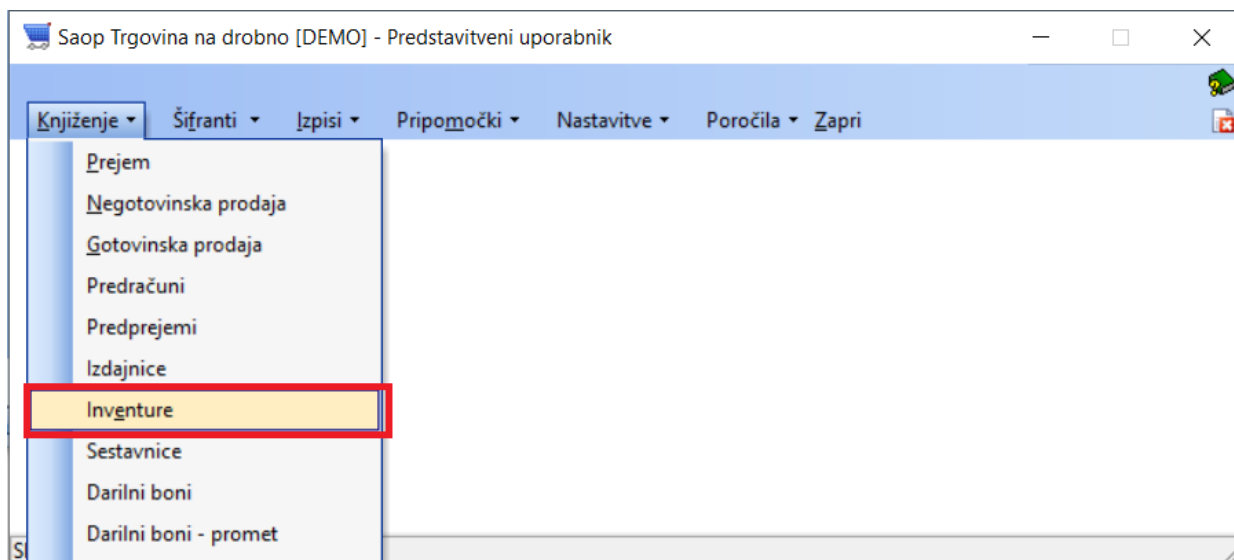 Saop Trgovina na drobno [DEMO] - Predstavitveni uporabnik
Knjiženje Šifranti Izpisi Pripomočki Nastavitve Poročila Zapri
Prejem
Negotovinska prodaja
Gotovinska prodaja
Predračuni
Predprejemi
Izdajnice
Inventure
Sestavnice
Darilni boni
Darilni boni - promet